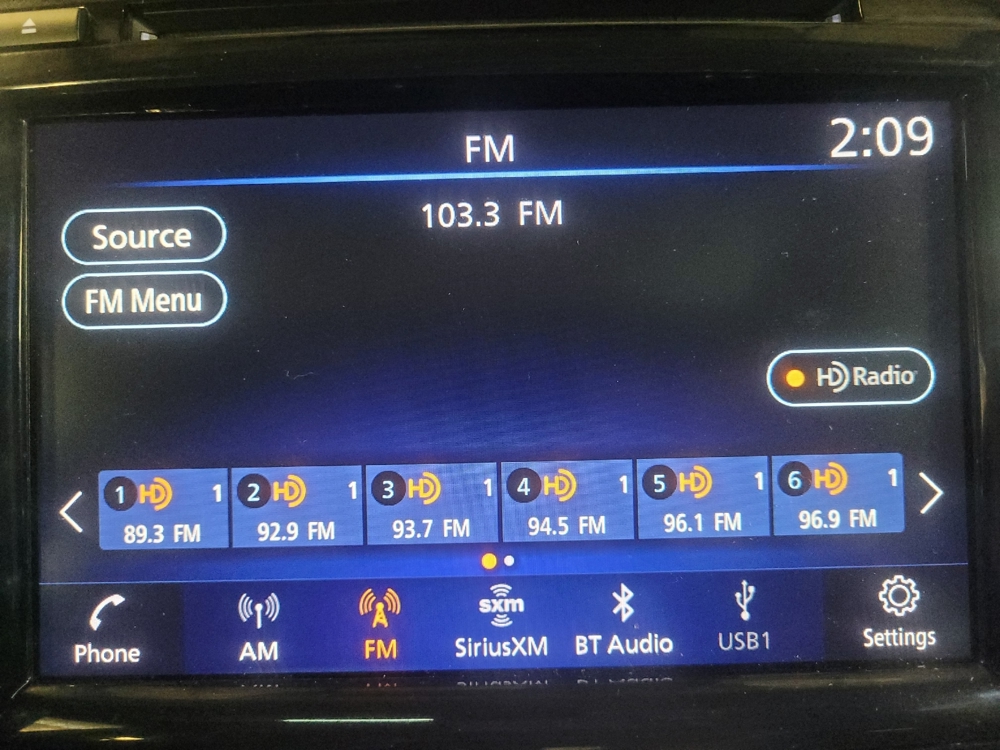 FM
2:09
103.3 FM
Source
FM Menu
HD Radio
1 HD 1
89.3 FM
2 HD 1
92.9 FM
3 HD 1
93.7 FM
4 HD 1
94.5 FM
5 HD 1
96.1 FM
6 HD 1
96.9 FM
Phone
AM
FM
sxm
SiriusXM
BT Audio
USB1
Settings